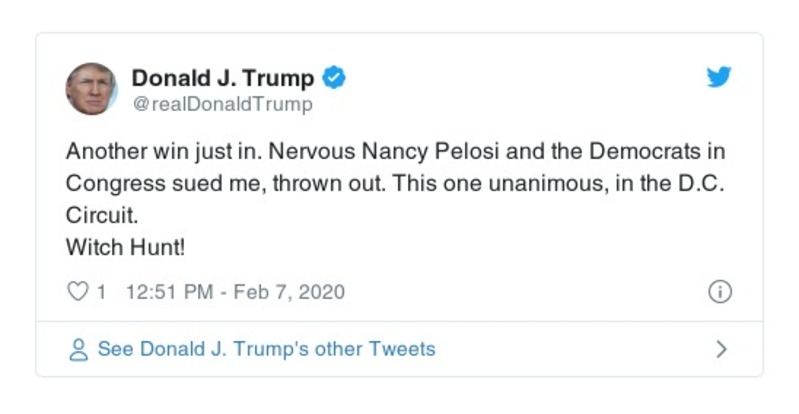 Donald J. Trump
@realDonaldTrump
Another win just in. Nervous Nancy Pelosi and the Democrats in
Congress sued me, thrown out. This one unanimous, in the D.C.
Circuit.
Witch Hunt!
1 12:51 PM - Feb 7, 2020
See Donald J. Trump's other Tweets